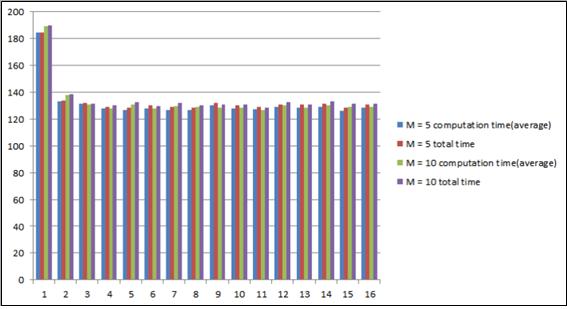 200
180
160
140
120
100
80
60
40
20
0
1 2 3 4 5 6 7 8 9 10 11 12 13 14 15 16
M = 5 computation time(average)
M = 5 total time
M = 10 computation time(average)
M = 10 total time